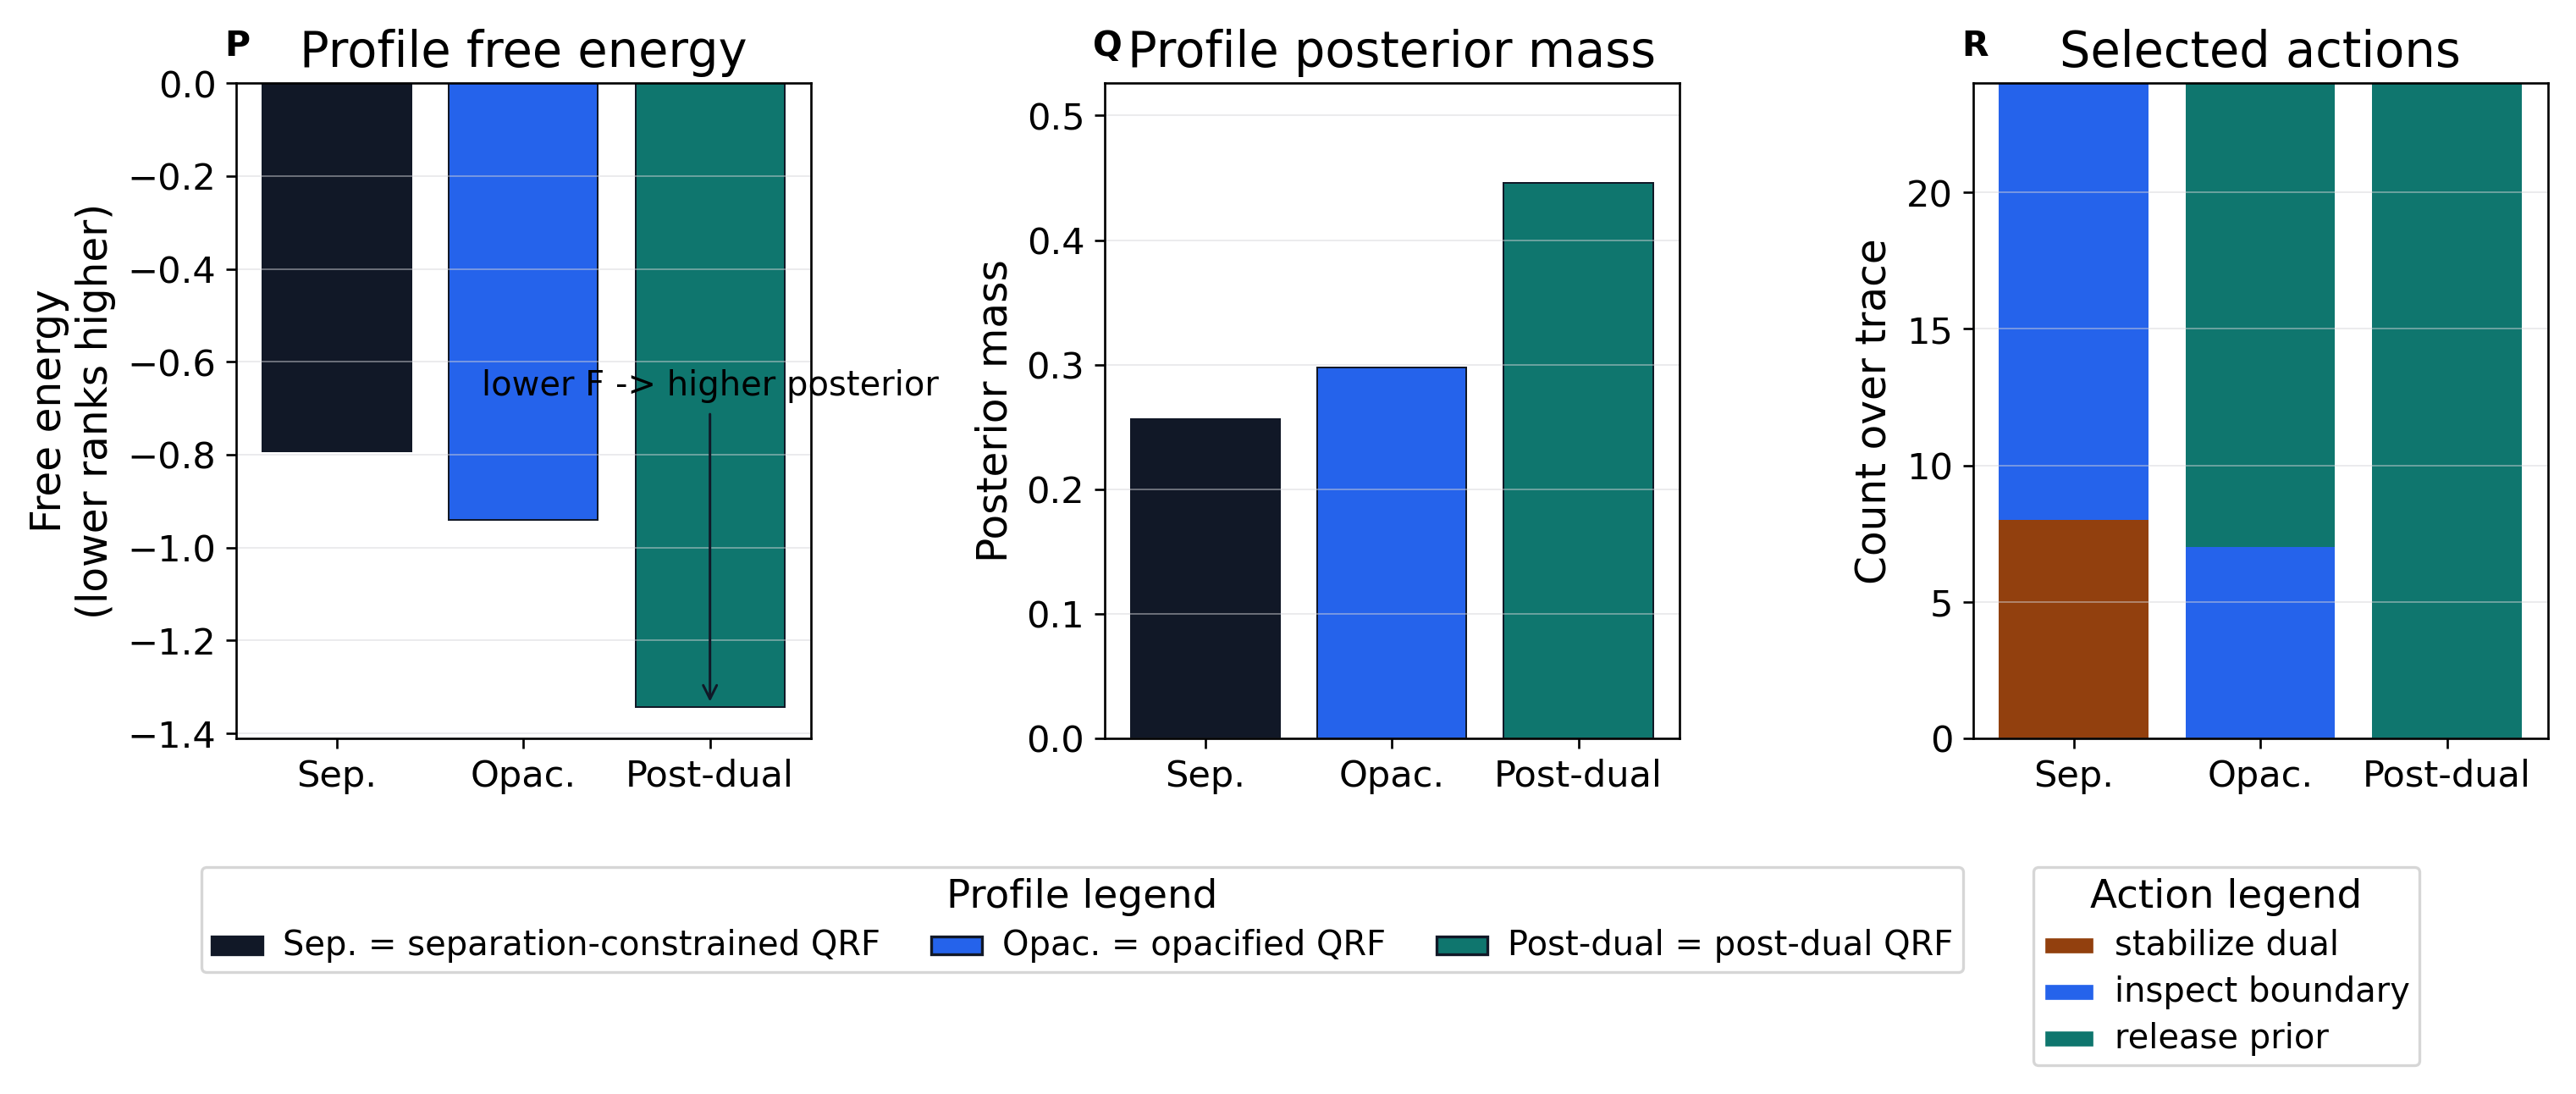 P Profile free energy
Free energy
(lower ranks higher)
0.0
−0.2
−0.4
−0.6
−0.8
−1.0
−1.2
−1.4
lower F -> higher posterior
Sep. Opac. Post-dual
Q Profile posterior mass
Posterior mass
0.5
0.4
0.3
0.2
0.1
0.0
Sep. Opac. Post-dual
R Selected actions
Count over trace
20
15
10
5
0
Sep. Opac. Post-dual
Profile legend
Sep. = separation-constrained QRF Opac. = opacified QRF Post-dual = post-dual QRF
Action legend
stabilize dual
inspect boundary
release prior